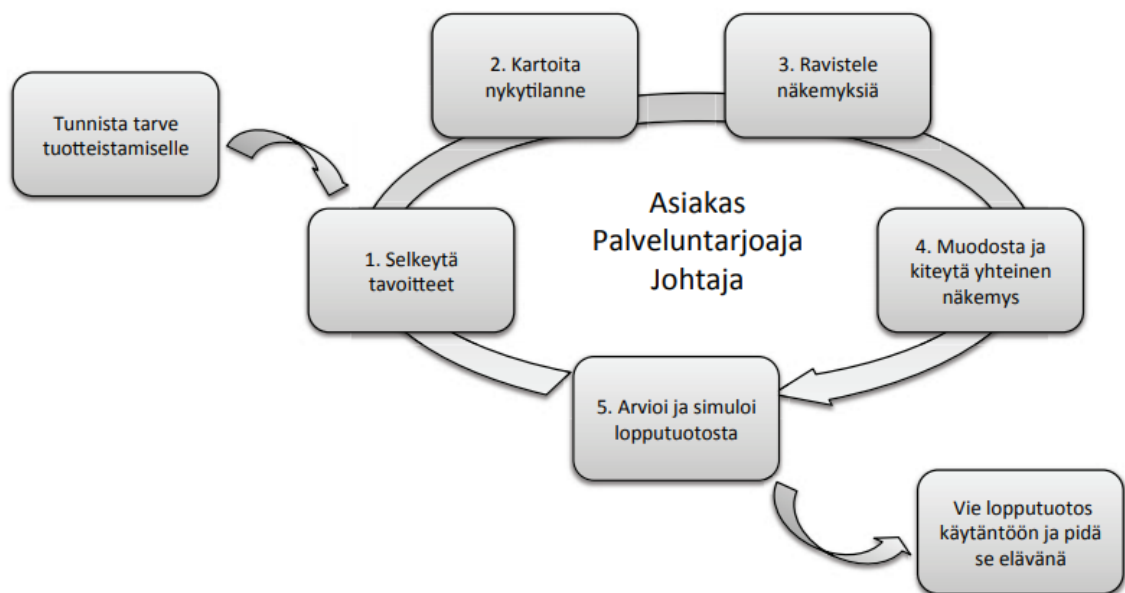 Tunnista tarve
tuotteistamiselle
1. Selkeytä
tavoitteet
2. Kartoita
nykytilanne
3. Ravistele
näkemyksiä
4. Muodosta ja
kiteytä yhteinen
näkemys
5. Arvioi ja simuloi
lopputuotosta
Asiakas
Palveluntarjoaja
Johtaja
Vie lopputuotos
käytäntöön ja pidä
se elävänä